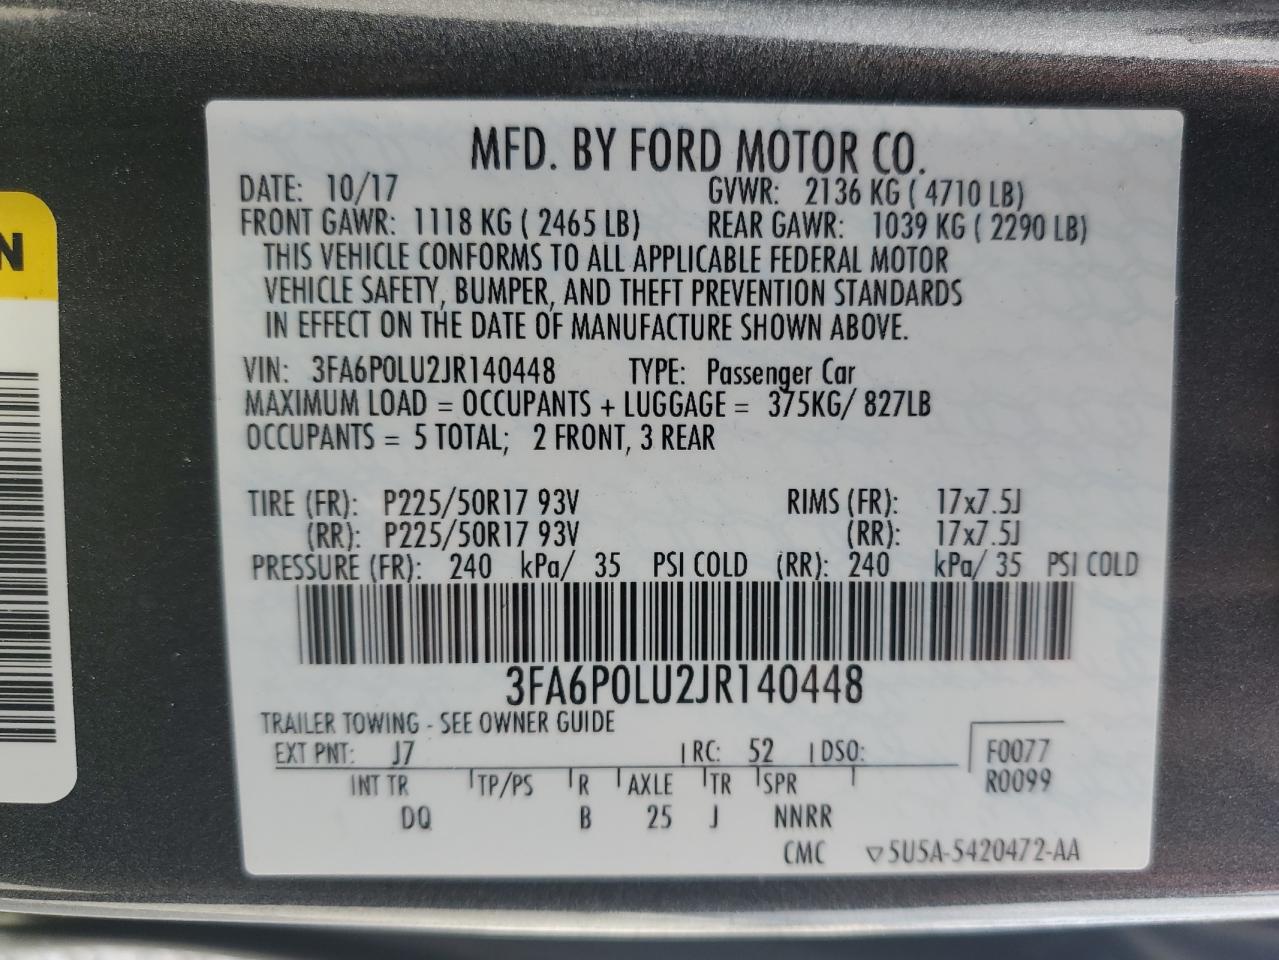 MFD. BY FORD MOTOR CO.
DATE: 10/17 GVWR: 2136 KG ( 4710 LB)
FRONT GAWR: 1118 KG ( 2465 LB) REAR GAWR: 1039 KG ( 2290 LB)
THIS VEHICLE CONFORMS TO ALL APPLICABLE FEDERAL MOTOR
VEHICLE SAFETY, BUMPER, AND THEFT PREVENTION STANDARDS
IN EFFECT ON THE DATE OF MANUFACTURE SHOWN ABOVE.
VIN: 3FA6P0LU2JR140448 TYPE: Passenger Car
MAXIMUM LOAD = OCCUPANTS + LUGGAGE = 375KG/ 827LB
OCCUPANTS = 5 TOTAL; 2 FRONT, 3 REAR
TIRE (FR): P225/50R17 93V RIMS (FR): 17x7.5J
(RR): P225/50R17 93V (RR): 17x7.5J
PRESSURE (FR): 240 kPa/ 35 PSI COLD (RR): 240 kPa/ 35 PSI COLD
3FA6P0LU2JR140448
TRAILER TOWING - SEE OWNER GUIDE
EXT PNT: J7 RC: 52 DSO: F0077
INT TR TP/PS R AXLE TR SPR R0099
DQ B 25 J NNRR
CMC ▽5U5A-5420472-AA
N